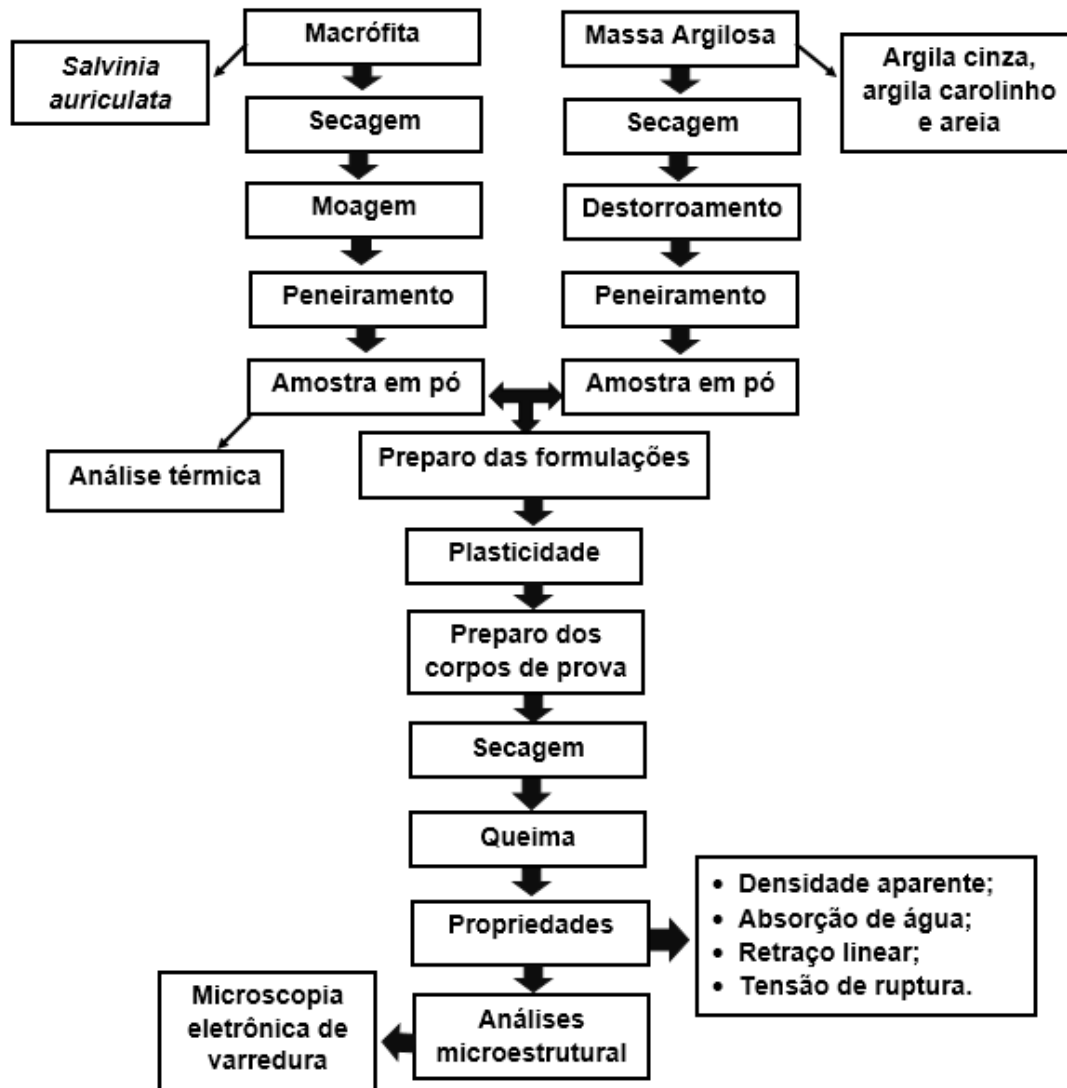 Macrófita
Massa Argilosa
Salvinia
auriculata
Argila cinza,
argila carolinho
e areia
Secagem
Secagem
Moagem
Destorroamento
Peneiramento
Peneiramento
Amostra em pó
Amostra em pó
Análise térmica
Preparo das formulações
Plasticidade
Preparo dos
corpos de prova
Secagem
Queima
Propriedades
• Densidade aparente;
• Absorção de água;
• Retraço linear;
• Tensão de ruptura.
Microscopia
eletrônica de
varredura
Análises
microestrutural